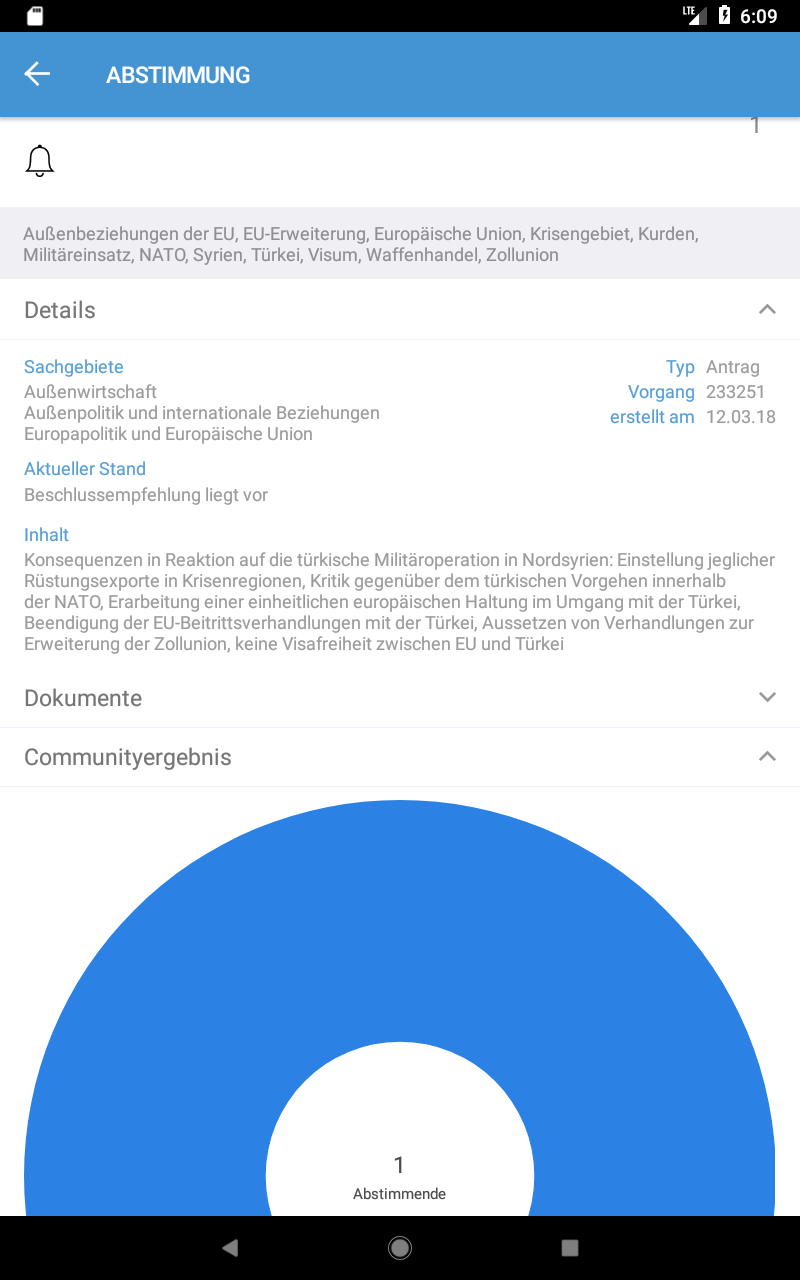 LTE 6:09
ABSTIMMUNG
1
Außenbeziehungen der EU, EU-Erweiterung, Europäische Union, Krisengebiet, Kurden,
Militäreinsatz, NATO, Syrien, Türkei, Visum, Waffenhandel, Zollunion
Details
Sachgebiete
Außenwirtschaft
Außenpolitik und internationale Beziehungen
Europapolitik und Europäische Union
Typ Antrag
Vorgang 233251
erstellt am 12.03.18
Aktueller Stand
Beschlussempfehlung liegt vor
Inhalt
Konsequenzen in Reaktion auf die türkische Militäroperation in Nordsyrien: Einstellung jeglicher
Rüstungsexporte in Krisenregionen, Kritik gegenüber dem türkischen Vorgehen innerhalb
der NATO, Erarbeitung einer einheitlichen europäischen Haltung im Umgang mit der Türkei,
Beendigung der EU-Beitrittsverhandlungen mit der Türkei, Aussetzen von Verhandlungen zur
Erweiterung der Zollunion, keine Visafreiheit zwischen EU und Türkei
Dokumente
Communityergebnis
1
Abstimmende